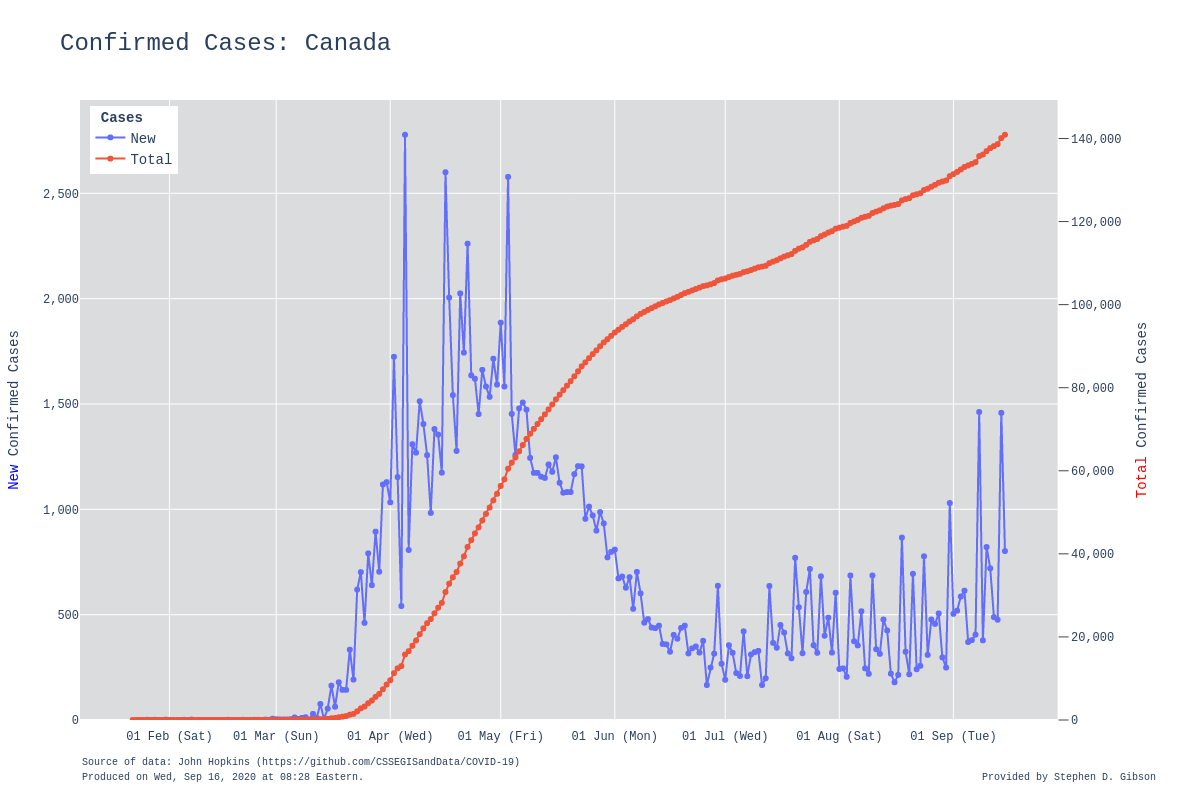 Confirmed Cases: Canada
Cases
New
Total
2,500
2,000
1,500
1,000
500
0
140,000
120,000
100,000
80,000
60,000
40,000
20,000
0
New Confirmed Cases
Total Confirmed Cases
01 Feb (Sat) 01 Mar (Sun) 01 Apr (Wed) 01 May (Fri) 01 Jun (Mon) 01 Jul (Wed) 01 Aug (Sat) 01 Sep (Tue)
Source of data: John Hopkins (https://github.com/CSSEGISandData/COVID-19)
Produced on Wed, Sep 16, 2020 at 08:28 Eastern.
Provided by Stephen D. Gibson